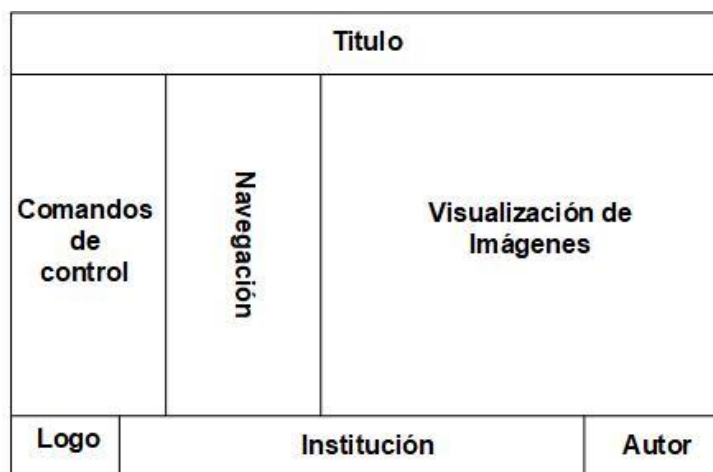 Titulo
Comandos
de
control
Navegación
Visualización de
Imágenes
Logo
Institución
Autor